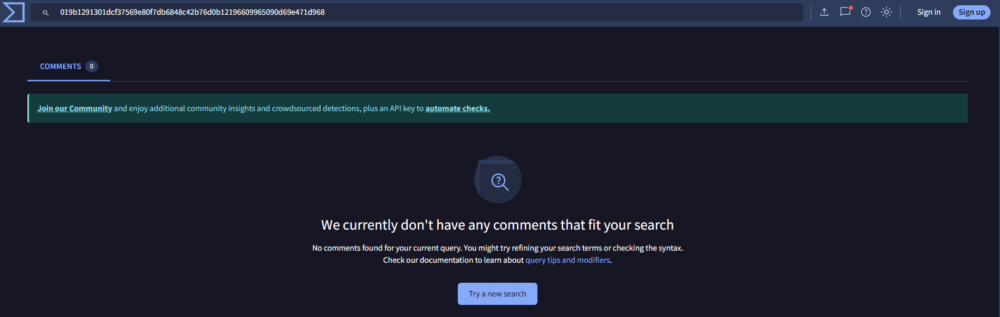 019b1291301dcf37569e80f7db6848c42b76d0b12196609965090d69e471d968
Sign in
Sign up
COMMENTS 0
Join our Community and enjoy additional community insights and crowdsourced detections, plus an API key to automate checks.
We currently don't have any comments that fit your search
No comments found for your current query. You might try refining your search terms or checking the syntax.
Check our documentation to learn about query tips and modifiers.
Try a new search